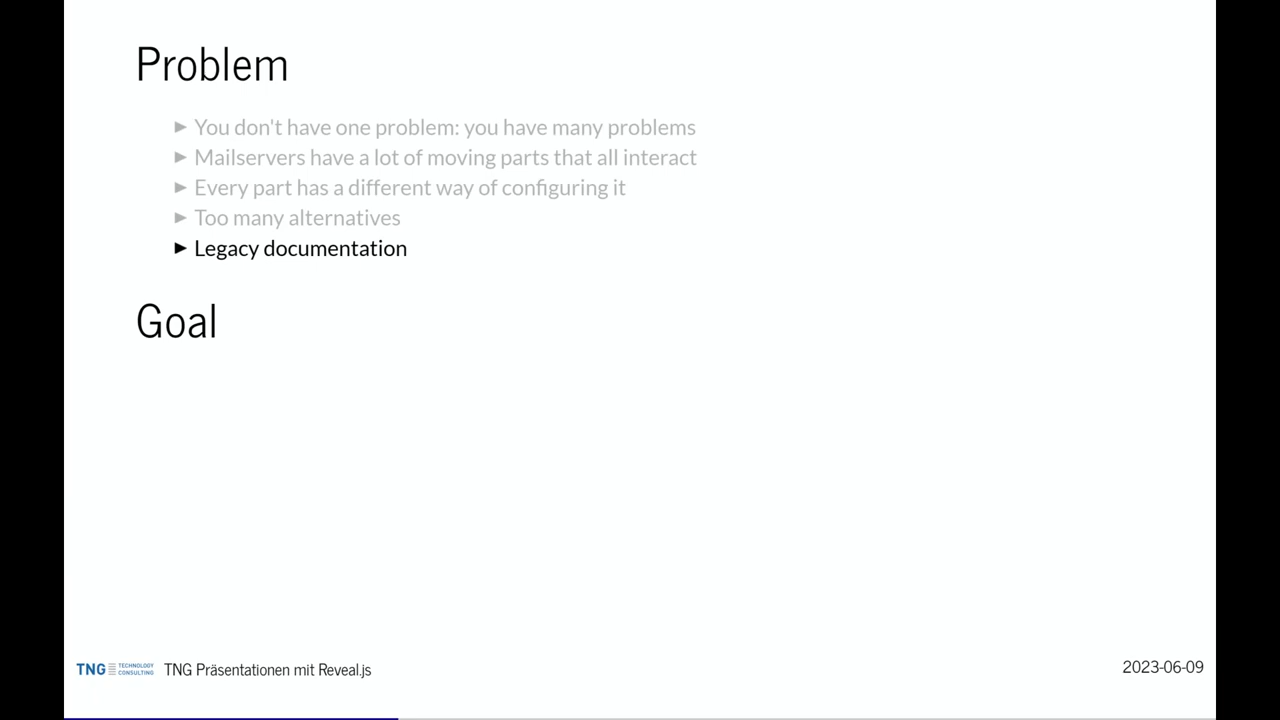 Problem
► You don't have one problem: you have many problems
► Mailservers have a lot of moving parts that all interact
► Every part has a different way of configuring it
► Too many alternatives
► Legacy documentation
Goal
TNG TECHNOLOGY CONSULTING TNG Präsentationen mit Reveal.js
2023-06-09